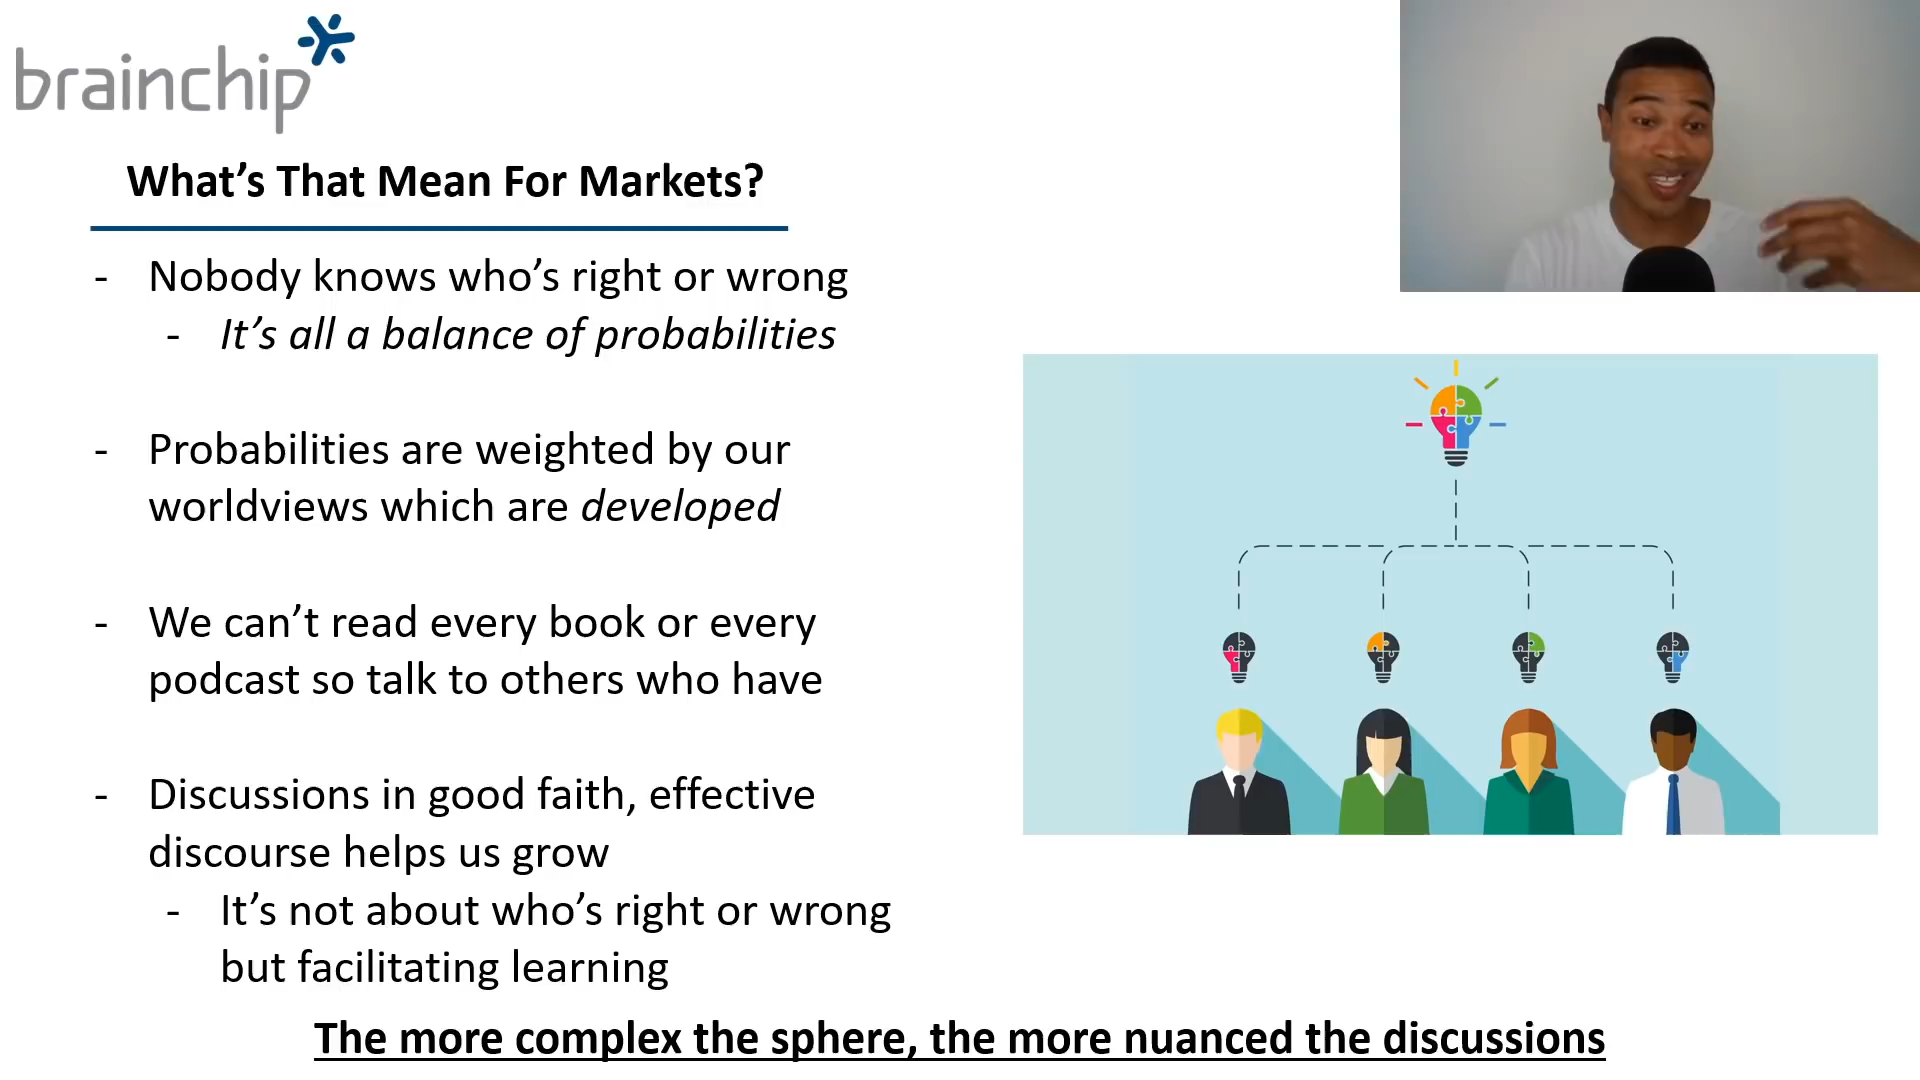 brainchip
What's That Mean For Markets?
- Nobody knows who's right or wrong
- It's all a balance of probabilities
- Probabilities are weighted by our
worldviews which are developed
- We can't read every book or every
podcast so talk to others who have
- Discussions in good faith, effective
discourse helps us grow
- It's not about who's right or wrong
but facilitating learning
The more complex the sphere, the more nuanced the discussions